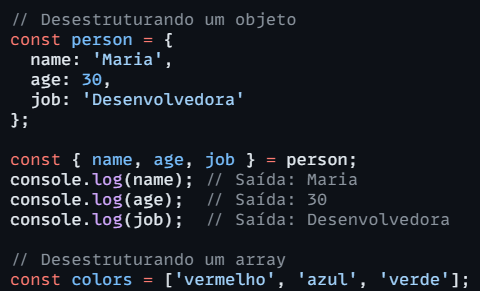 // Desestruturando um objeto
const person = {
  name: 'Maria',
  age: 30,
  job: 'Desenvolvedora'
};

const { name, age, job } = person;
console.log(name); // Saída: Maria
console.log(age);  // Saída: 30
console.log(job);  // Saída: Desenvolvedora

// Desestruturando um array
const colors = ['vermelho', 'azul', 'verde'];